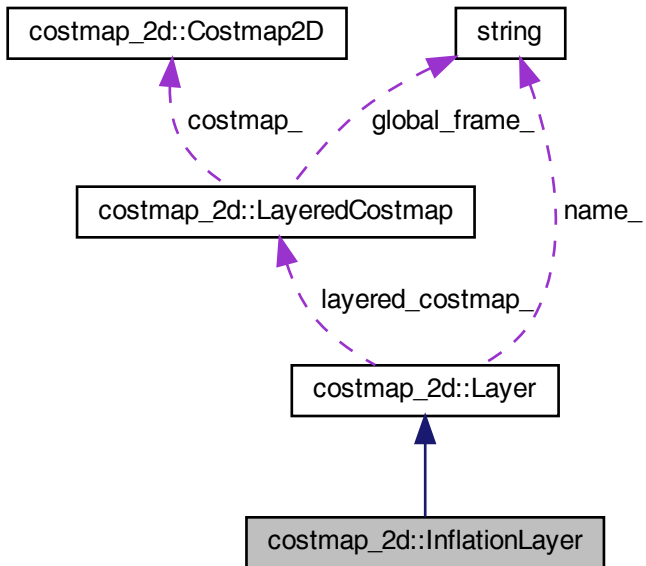 costmap_2d::Costmap2D
string
costmap_
global_frame_
costmap_2d::LayeredCostmap
name_
layered_costmap_
costmap_2d::Layer
costmap_2d::InflationLayer